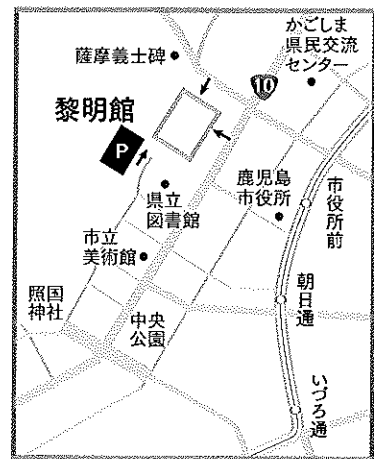 薩摩義士碑
10
かごしま
県民交流
センター
黎明館
P
県立
図書館
鹿児島
市役所
市役所前
市立
美術館
朝日通
照国
神社
中央
公園
いづろ通